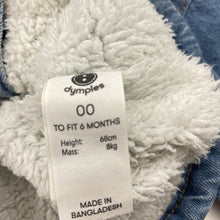 dymples
00
TO FIT 6 MONTHS
Height: 68cm
Mass: 8kg
MADE IN
BANGLADESH